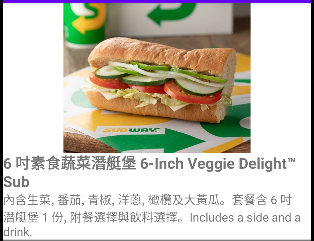 SUBWAY
6 吋素食蔬菜潛艇堡 6-Inch Veggie Delight™
Sub
內含生菜, 番茄, 青椒, 洋蔥, 橄欖及大黃瓜。套餐含 6 吋
潛艇堡 1 份, 附餐選擇與飲料選擇。Includes a side and a
drink.